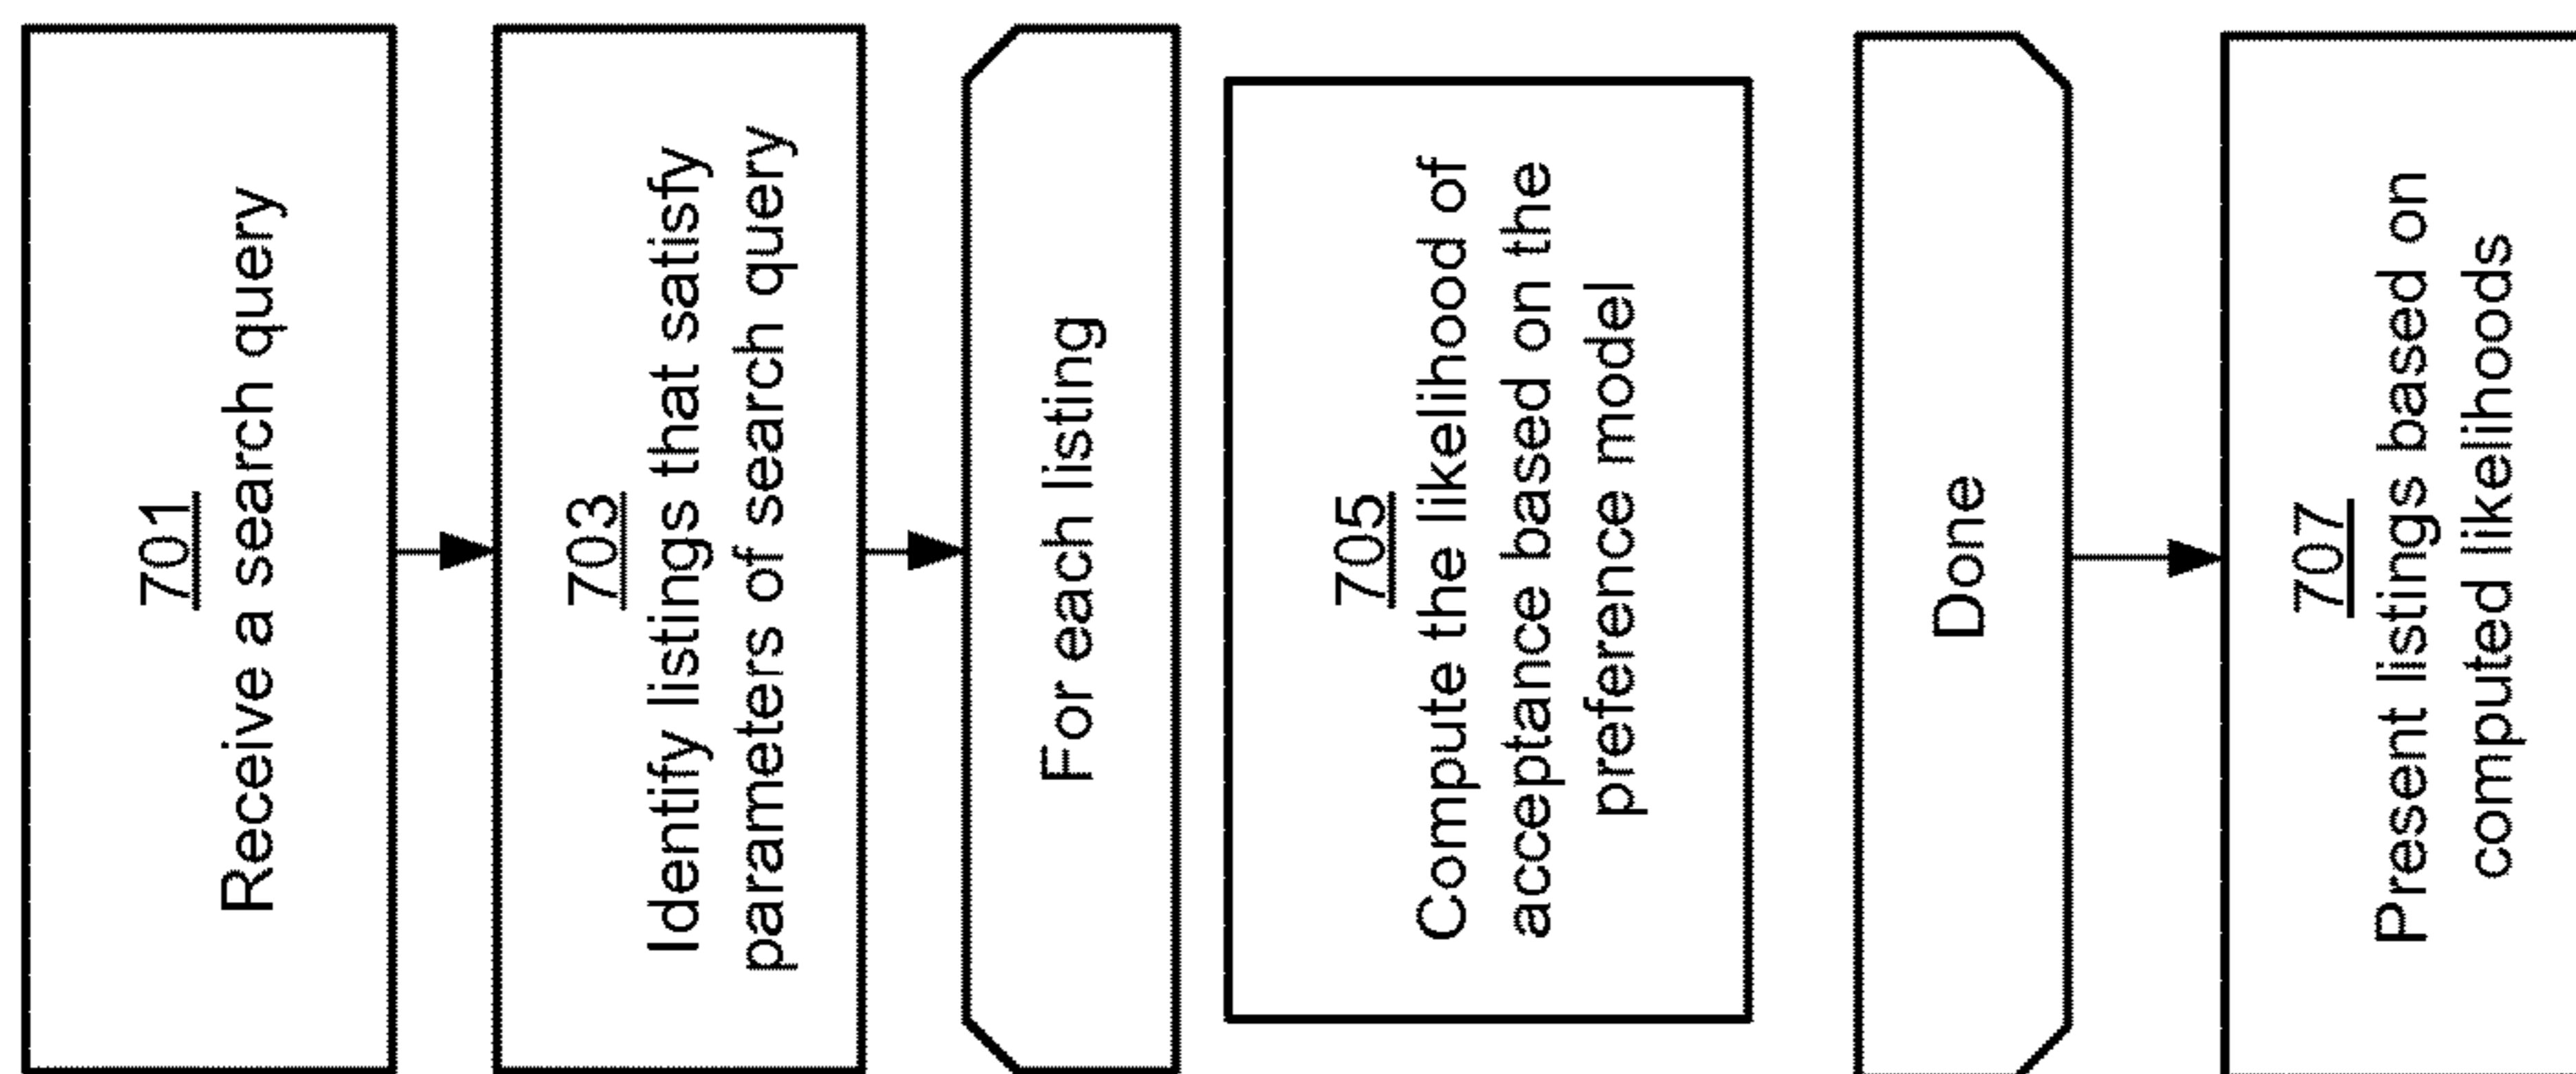 701
Receive a search query
703
Identify listings that satisfy
parameters of search query
For each listing
705
Compute the likelihood of
acceptance based on the
preference model
Done
707
Present listings based on
computed likelihoods